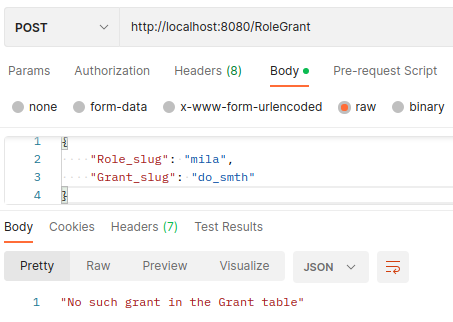 POST http://localhost:8080/RoleGrant
Params Authorization Headers (8) Body Pre-request Script
none form-data x-www-form-urlencoded raw binary
1 {
2 ····"Role_slug": "mila",
3 ····"Grant_slug": "do_smth"
4 }
Body Cookies Headers (7) Test Results
Pretty Raw Preview Visualize JSON
1 "No such grant in the Grant table"